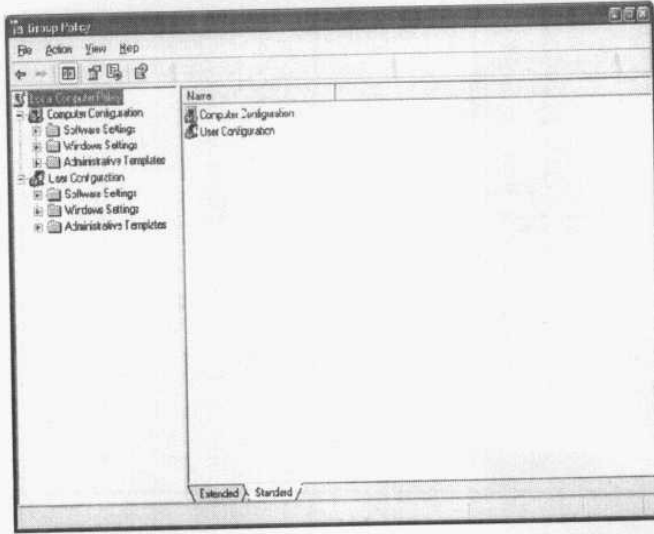 Group Policy
File Action View Help
Local Computer Policy
Computer Configuration
Software Settings
Windows Settings
Administrative Templates
User Configuration
Software Settings
Windows Settings
Administrative Templates
Name
Computer Configuration
User Configuration
Extended Standard